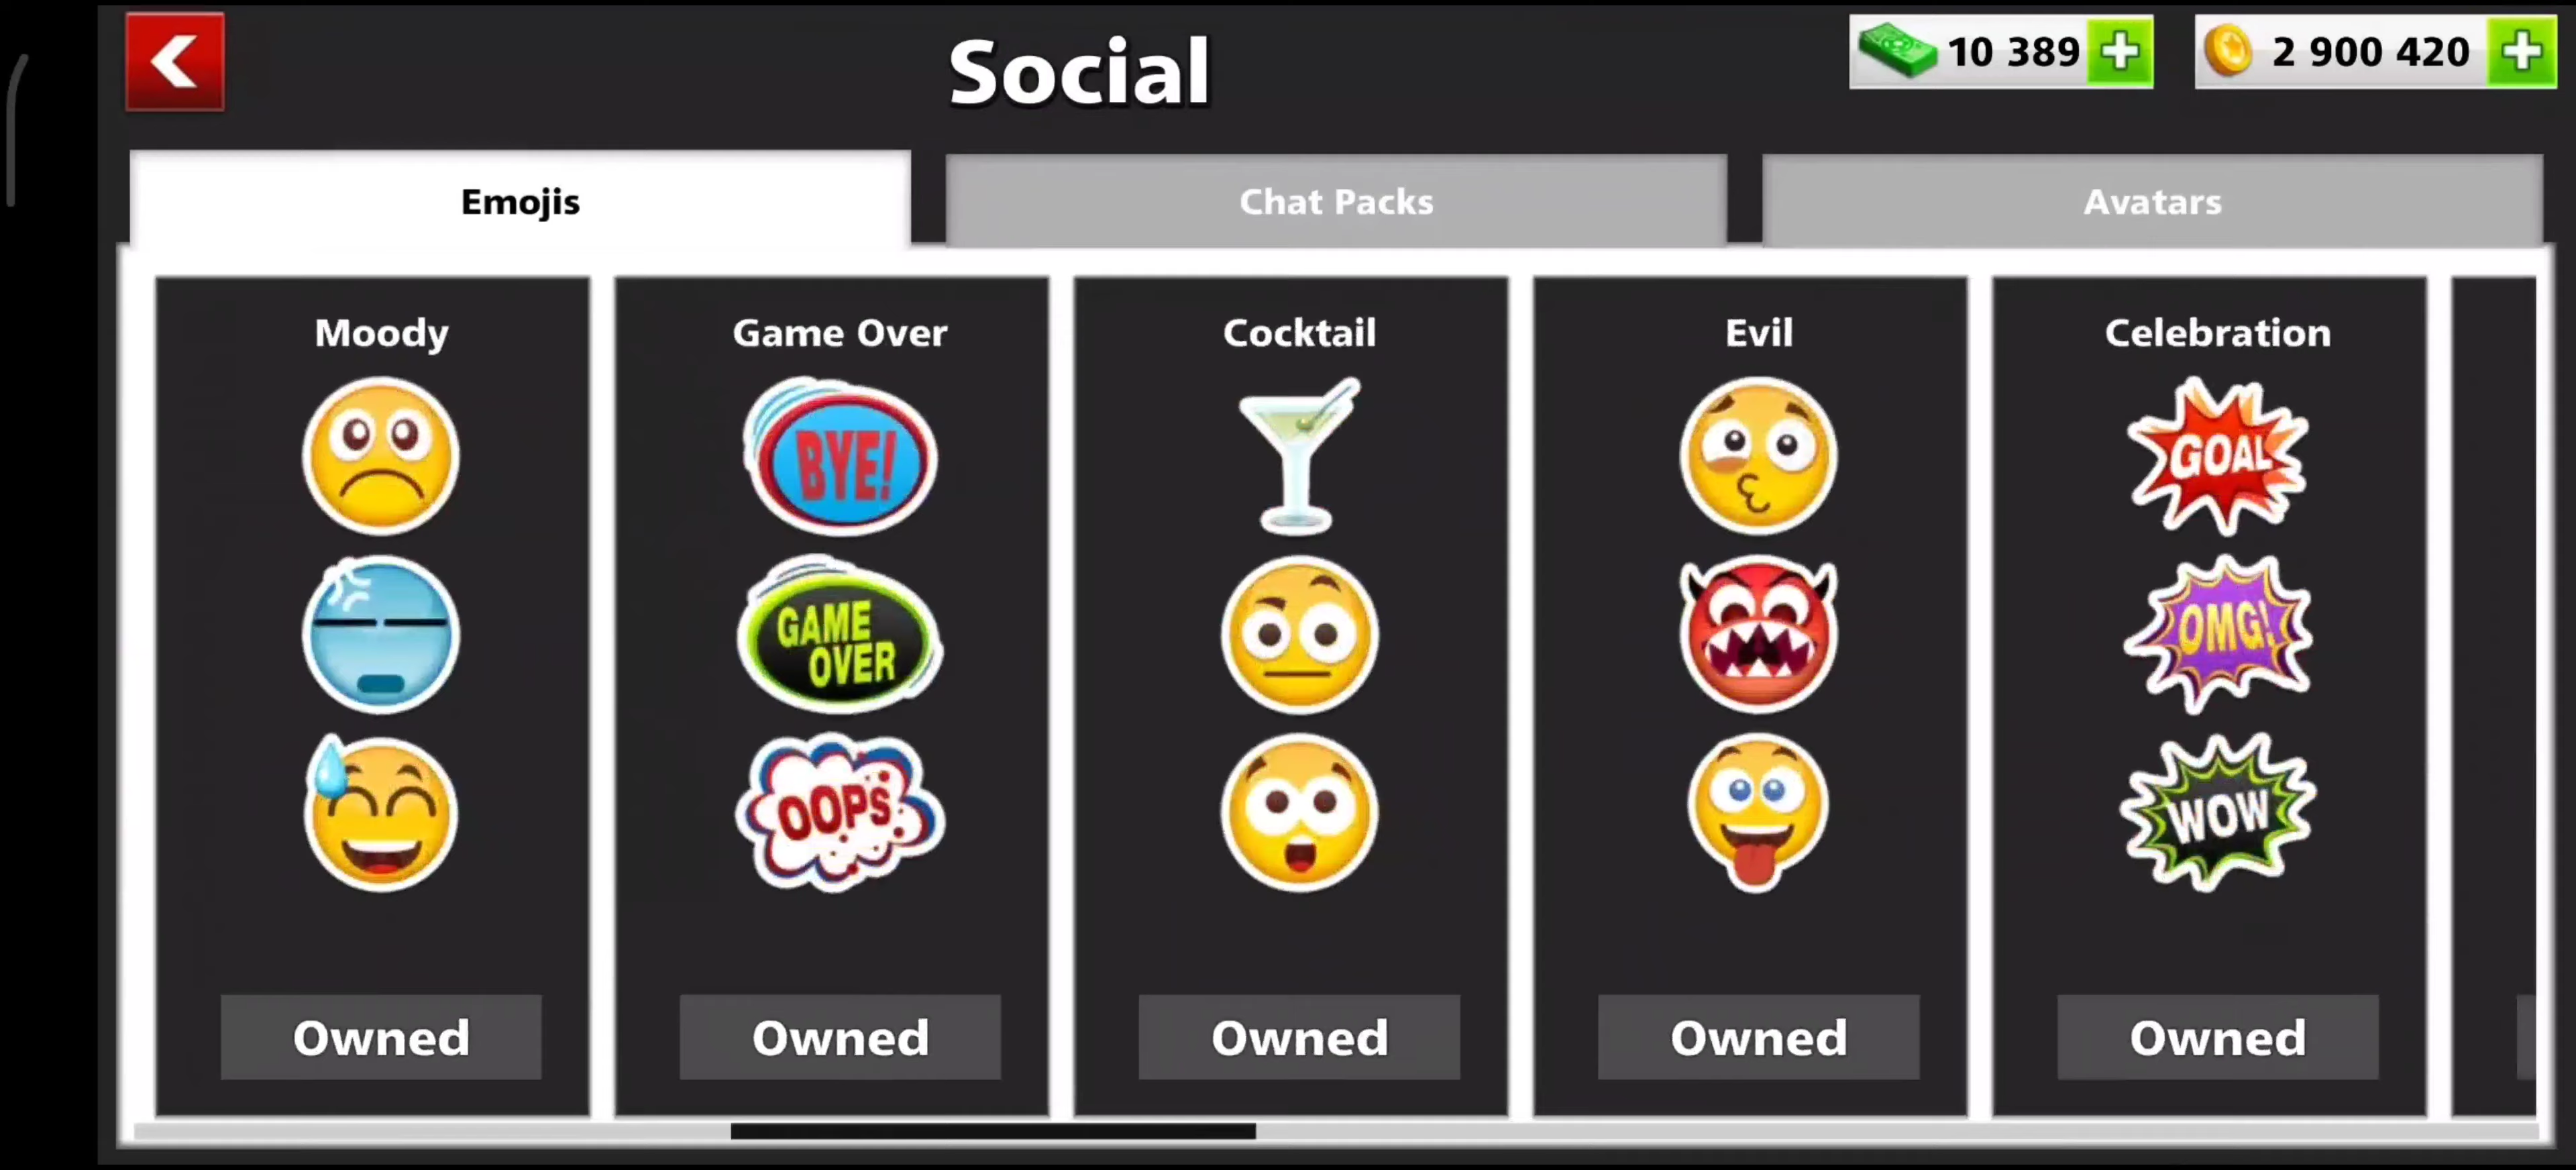 Social
10 389
2 900 420
Emojis
Chat Packs
Avatars
Moody
Game Over
Cocktail
Evil
Celebration
BYE!
GOAL
GAME
OVER
OMG!
OOPS
WOW
Owned
Owned
Owned
Owned
Owned